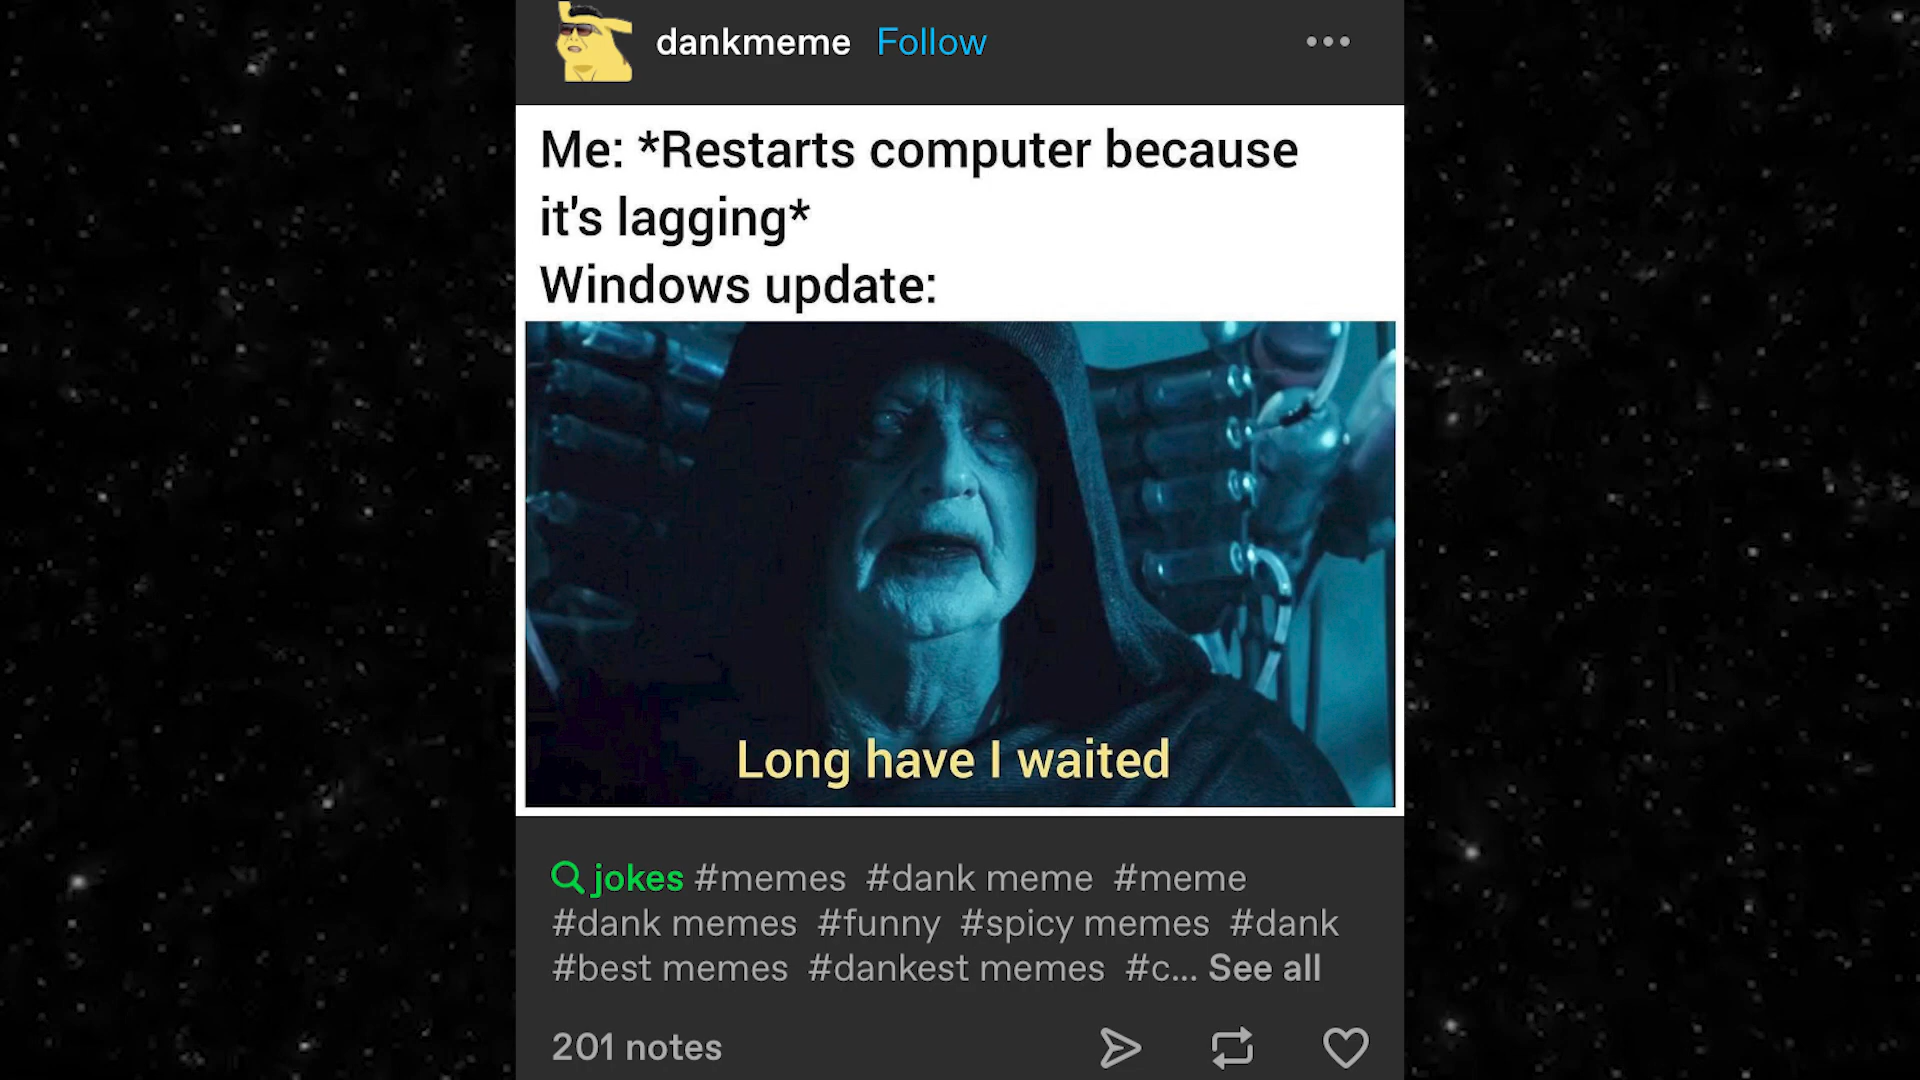 dankmeme Follow
Me: *Restarts computer because
it's lagging*
Windows update:
Long have I waited
jokes #memes #dank meme #meme
#dank memes #funny #spicy memes #dank
#best memes #dankest memes #c... See all
201 notes